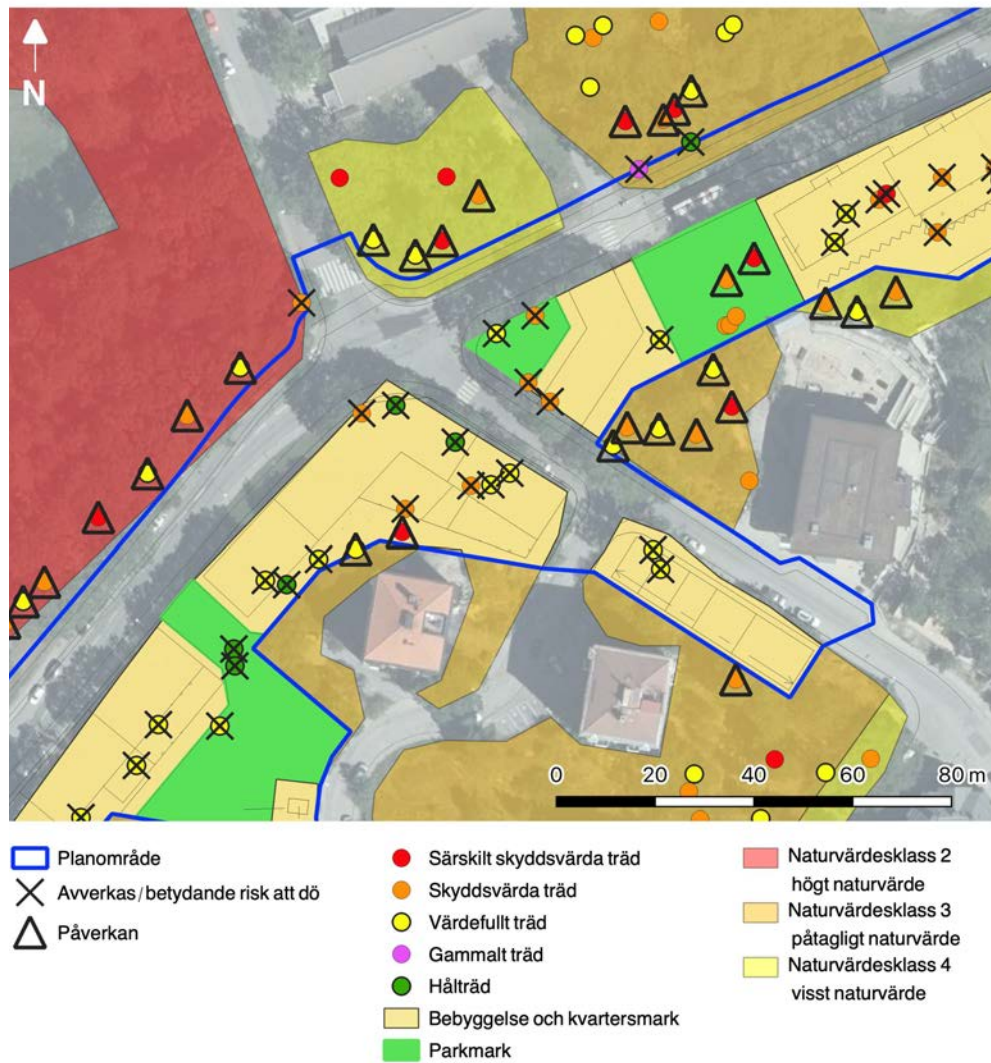 N
0 20 40 60 80 m
Planområde
Avverkas/betydande risk att dö
Påverkan
Särskilt skyddsvärda träd
Skyddsvärda träd
Värdefullt träd
Gammalt träd
Hålträd
Bebyggelse och kvartersmark
Parkmark
Naturvärdesklass 2
högt naturvärde
Naturvärdesklass 3
påtagligt naturvärde
Naturvärdesklass 4
visst naturvärde